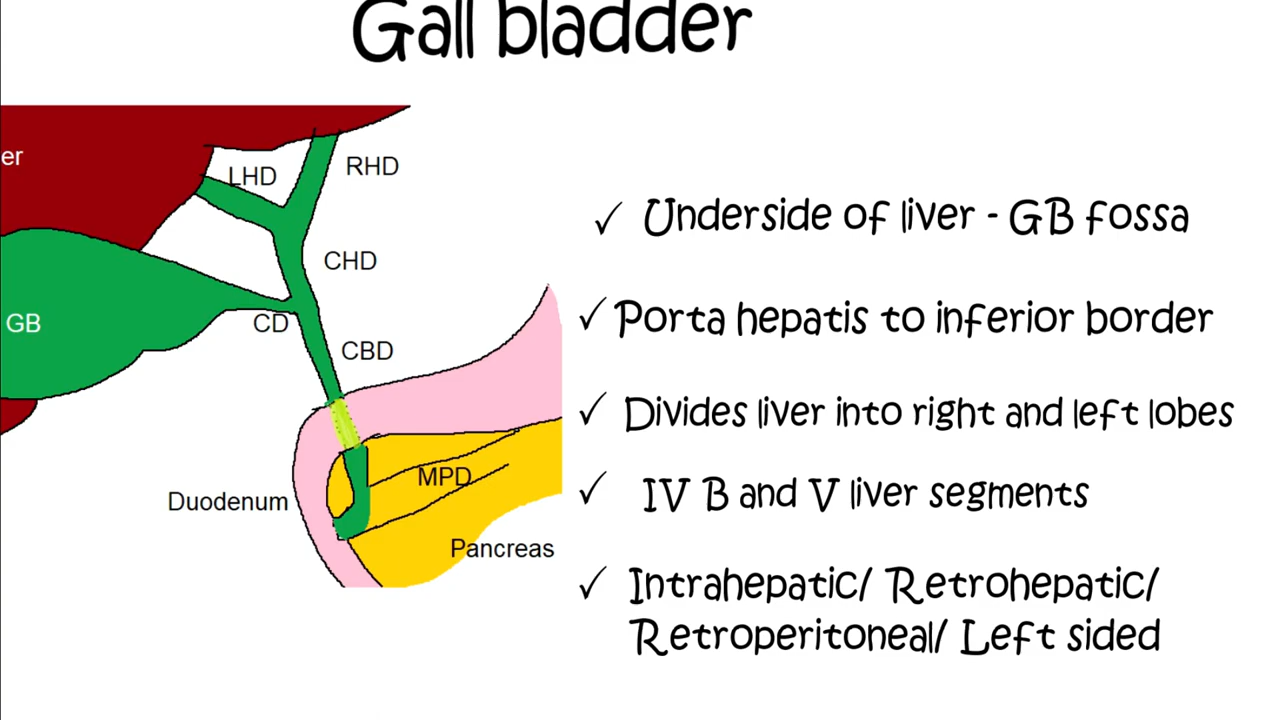 Gall bladder
er
LHD
RHD
CHD
GB
CD
CBD
MPD
Duodenum
Pancreas
✓ Underside of liver - GB fossa
✓ Porta hepatis to inferior border
✓ Divides liver into right and left lobes
✓ IV B and V liver segments
✓ Intrahepatic/ Retrohepatic/
Retroperitoneal/ Left sided